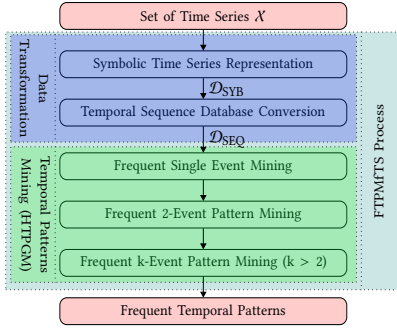 Set of Time Series 𝒳
Data
Transformation
Symbolic Time Series Representation
𝒟SYB
Temporal Sequence Database Conversion
𝒟SEQ
Temporal Patterns
Mining (HTPGM)
Frequent Single Event Mining
Frequent 2-Event Pattern Mining
Frequent k-Event Pattern Mining (k > 2)
FTPMfTS Process
Frequent Temporal Patterns